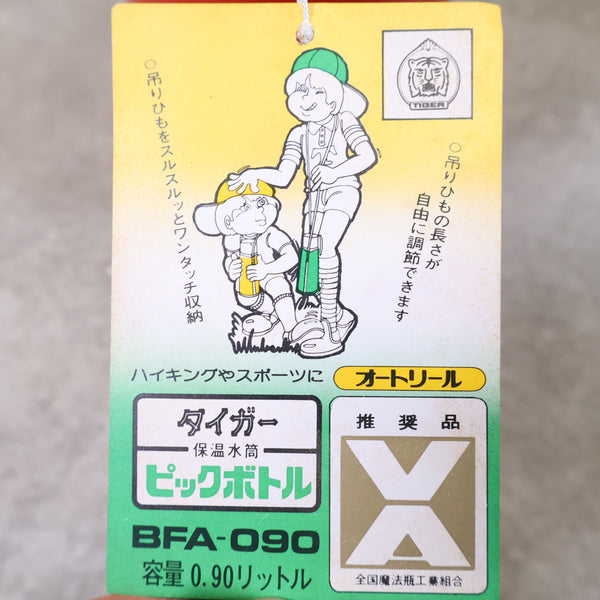 ○吊りひもをスルスルッとワンタッチ収納
TIGER
○吊りひもの長さが
自由に調節できます
ハイキングやスポーツに
オートリール
タイガー
保温水筒
ピックボトル
BFA-090
容量 0.90リットル
推奨品
VA
全国魔法瓶工業組合